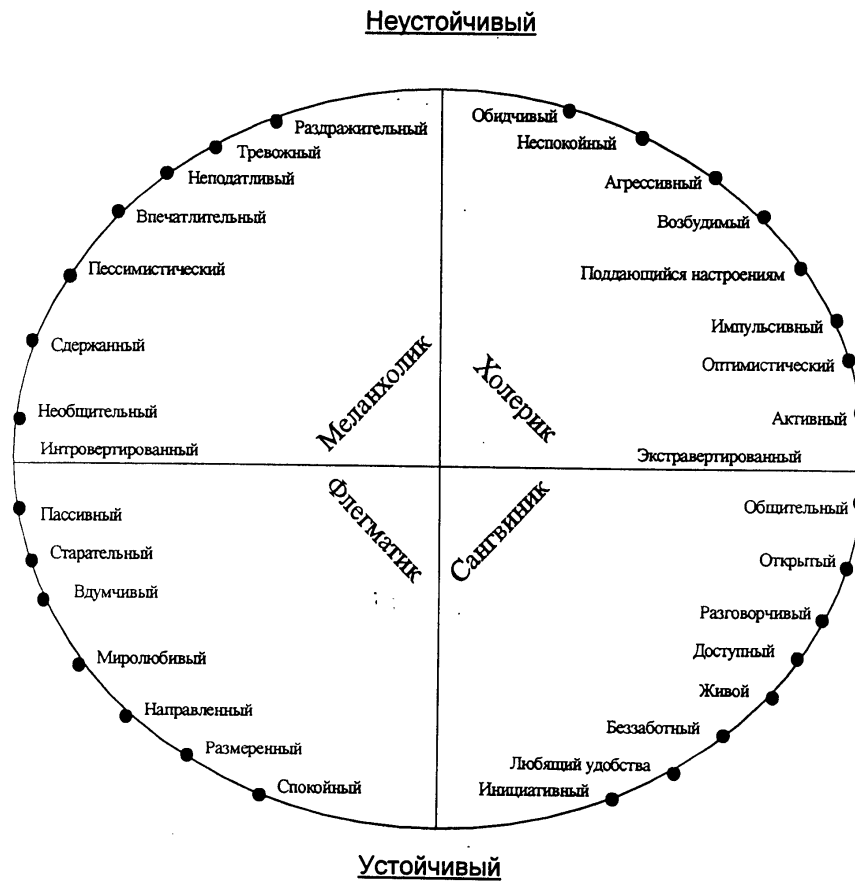 Неустойчивый
Обидчивый
Раздражительный
Неспокойный
Тревожный
Неподатливый
Агрессивный
Впечатлительный
Возбудимый
Пессимистический
Поддающийся настроениям
Импульсивный
Сдержанный
Оптимистический
Меланхолик
Холерик
Необщительный
Активный
Интровертированный
Экстравертированный
Флегматик
Сангвиник
Пассивный
Общительный
Старательный
Открытый
Вдумчивый
Разговорчивый
Миролюбивый
Доступный
Живой
Направленный
Беззаботный
Размеренный
Любящий удобства
Спокойный
Инициативный
Устойчивый